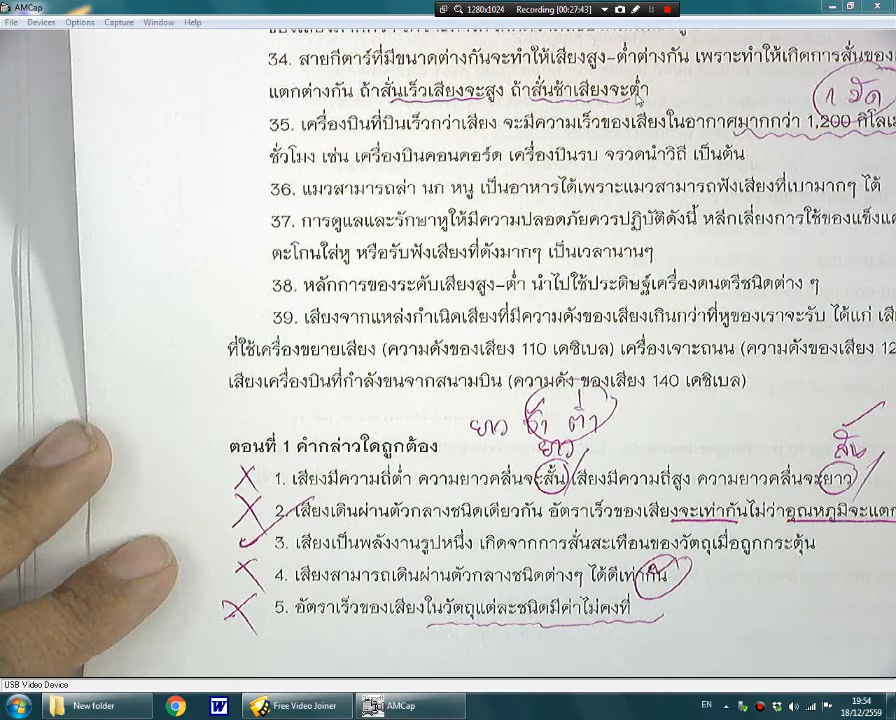 AMCap
1280x1024 Recording [00:27:43]
File Devices Options Capture Window Help
34. สายกีตาร์ที่มีขนาดต่างกันจะทำให้เสียงสูง-ต่ำต่างกัน เพราะทำให้เกิดการสั่นของ
แตกต่างกัน ถ้าสั่นเร็วเสียงจะสูง ถ้าสั่นช้าเสียงจะต่ำ
1 มัด
35. เครื่องบินที่บินเร็วกว่าเสียง จะมีความเร็วของเสียงในอากาศมากกว่า 1,200 กิโลเม
ชั่วโมง เช่น เครื่องบินคอนคอร์ด เครื่องบินรบ จรวดนำวิถี เป็นต้น
36. แมวสามารถล่า นก หนู เป็นอาหารได้เพราะแมวสามารถฟังเสียงที่เบามากๆ ได้
37. การดูแลและรักษาหูให้มีความปลอดภัยควรปฏิบัติดังนี้ หลีกเลี่ยงการใช้ของแข็งแค
ตะโกนใส่หู หรือรับฟังเสียงที่ดังมากๆ เป็นเวลานานๆ
38. หลักการของระดับเสียงสูง-ต่ำ นำไปใช้ประดิษฐ์เครื่องดนตรีชนิดต่าง ๆ
39. เสียงจากแหล่งกำเนิดเสียงที่มีความดังของเสียงเกินกว่าที่หูของเราจะรับ ได้แก่ เสี
ที่ใช้เครื่องขยายเสียง (ความดังของเสียง 110 เดซิเบล) เครื่องเจาะถนน (ความดังของเสียง 12
เสียงเครื่องบินที่กำลังขนจากสนามบิน (ความดัง ของเสียง 140 เดซิเบล)
ยาว ช้า ต่ำ
ตอนที่ 1 คำกล่าวใดถูกต้อง
ยาว สั้น
1. เสียงมีความถี่ต่ำ ความยาวคลื่นจะสั้น เสียงมีความถี่สูง ความยาวคลื่นจะยาว
2. เสียงเดินผ่านตัวกลางชนิดเดียวกัน อัตราเร็วของเสียงจะเท่ากันไม่ว่าอุณหภูมิจะแตก
3. เสียงเป็นพลังงานรูปหนึ่ง เกิดจากการสั่นสะเทือนของวัตถุเมื่อถูกกระตุ้น
4. เสียงสามารถเดินผ่านตัวกลางชนิดต่างๆ ได้ดีเท่ากัน
5. อัตราเร็วของเสียงในวัตถุแต่ละชนิดมีค่าไม่คงที่
USB Video Device
New folder Free Video Joiner AMCap EN 19:54
18/12/2559